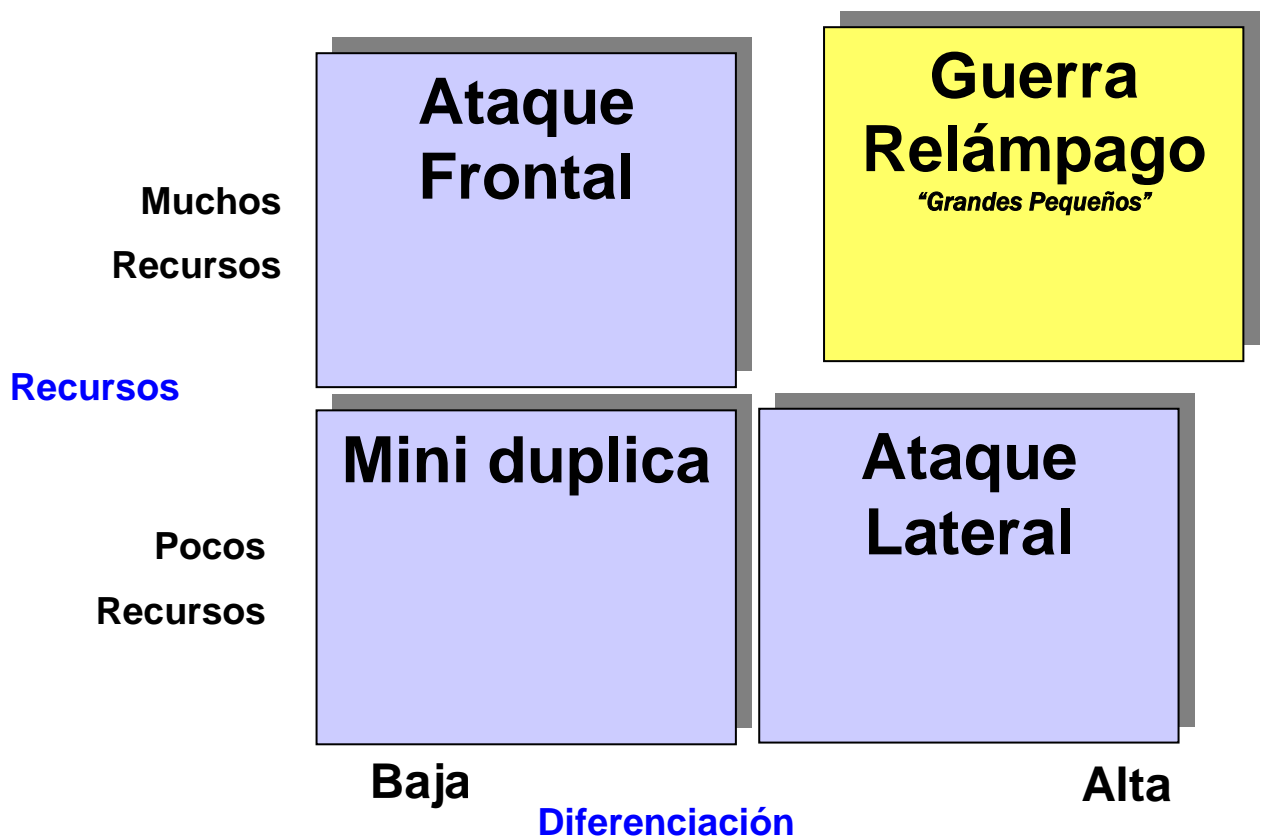 Ataque
Frontal
Guerra
Relámpago
“Grandes Pequeños”
Muchos
Recursos
Recursos
Mini duplica
Ataque
Lateral
Pocos
Recursos
Baja
Alta
Diferenciación